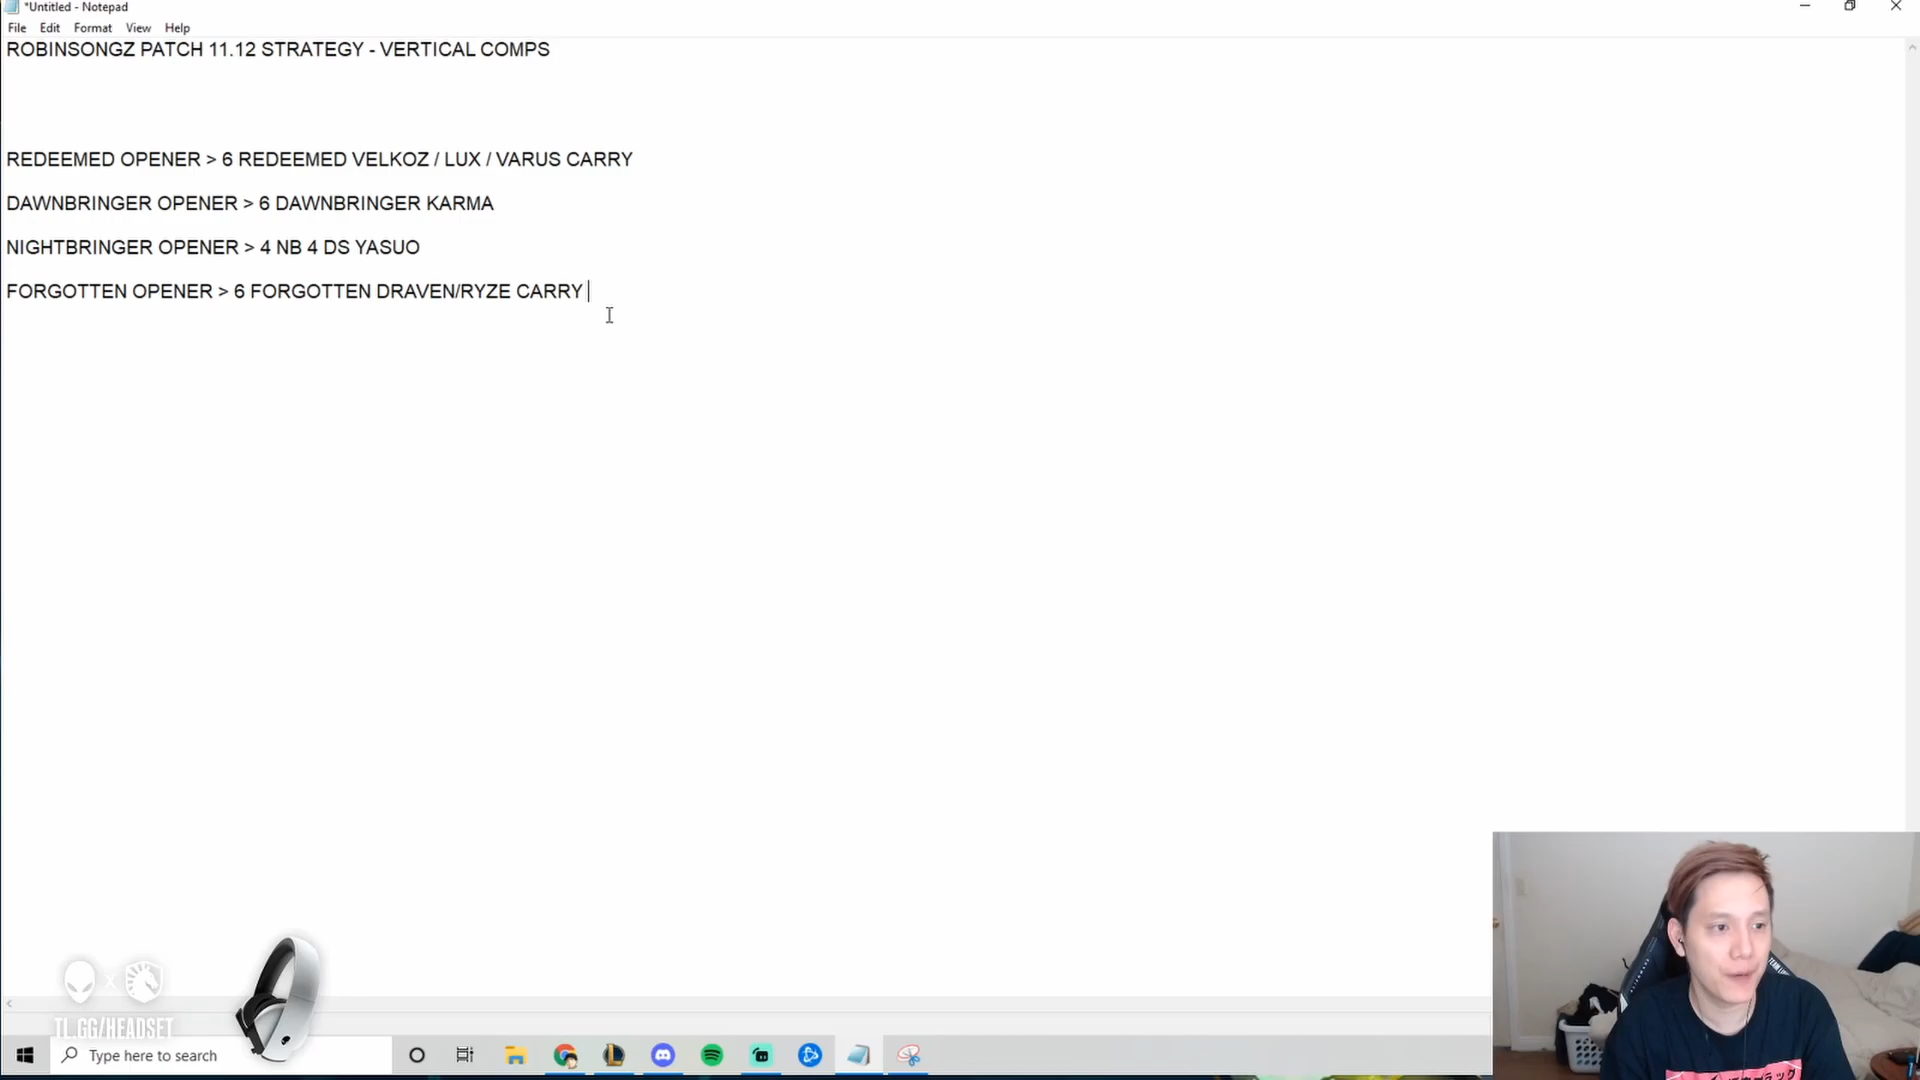 *Untitled - Notepad
File Edit Format View Help
ROBINSONGZ PATCH 11.12 STRATEGY - VERTICAL COMPS
REDEEMED OPENER > 6 REDEEMED VELKOZ / LUX / VARUS CARRY
DAWNBRINGER OPENER > 6 DAWNBRINGER KARMA
NIGHTBRINGER OPENER > 4 NB 4 DS YASUO
FORGOTTEN OPENER > 6 FORGOTTEN DRAVEN/RYZE CARRY
TL.GG/HEADSET
Type here to search